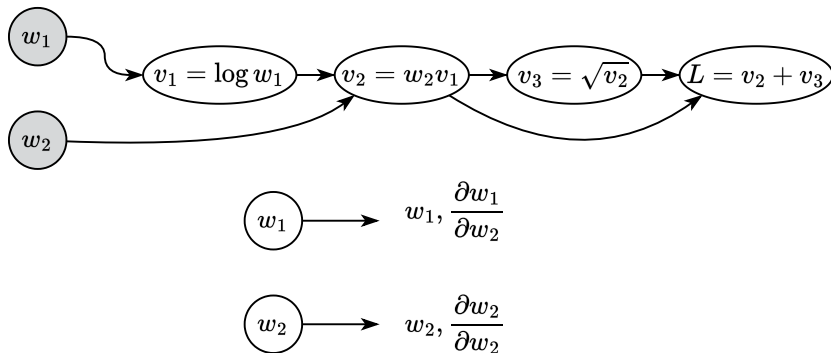 w₁
v₁ = log w₁
v₂ = w₂v₁
v₃ = √v₂
L = v₂ + v₃
w₂
w₁
w₁, ∂w₁/∂w₂
w₂
w₂, ∂w₂/∂w₂